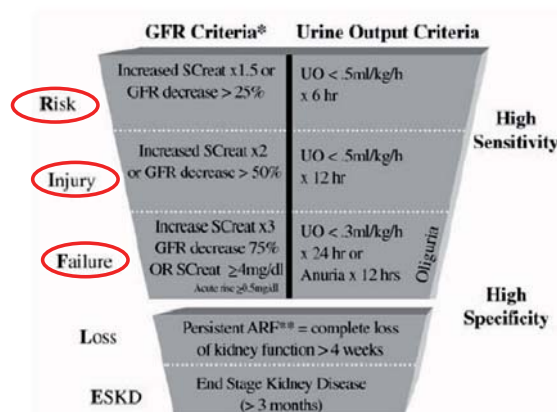 GFR Criteria* Urine Output Criteria
Risk
Increased SCreat x1.5 or
GFR decrease > 25%
UO < .5ml/kg/h
x 6 hr
High
Sensitivity
Injury
Increased SCreat x2
or GFR decrease > 50%
UO < .5ml/kg/h
x 12 hr
Failure
Increase SCreat x3
GFR decrease 75%
OR SCreat ≥4mg/dl
Acute rise ≥0.5mg/dl
UO < .3ml/kg/h
x 24 hr or
Anuria x 12 hrs
Oliguria
High
Specificity
Loss
Persistent ARF** = complete loss
of kidney function > 4 weeks
ESKD
End Stage Kidney Disease
(> 3 months)